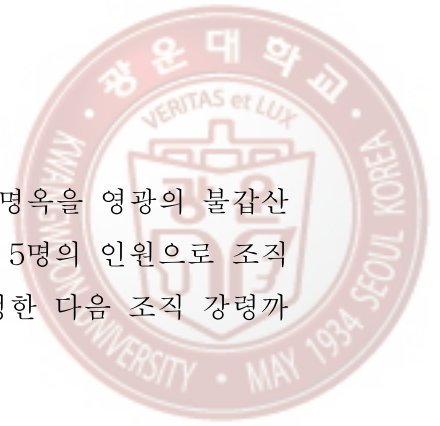 광운대학교
VERITAS et LUX
명옥을 영광의 불갑산
5명의 인원으로 조직
한 다음 조직 강령까
KWANGWOON UNIVERSITY • MAY 1934 SEOUL KOREA